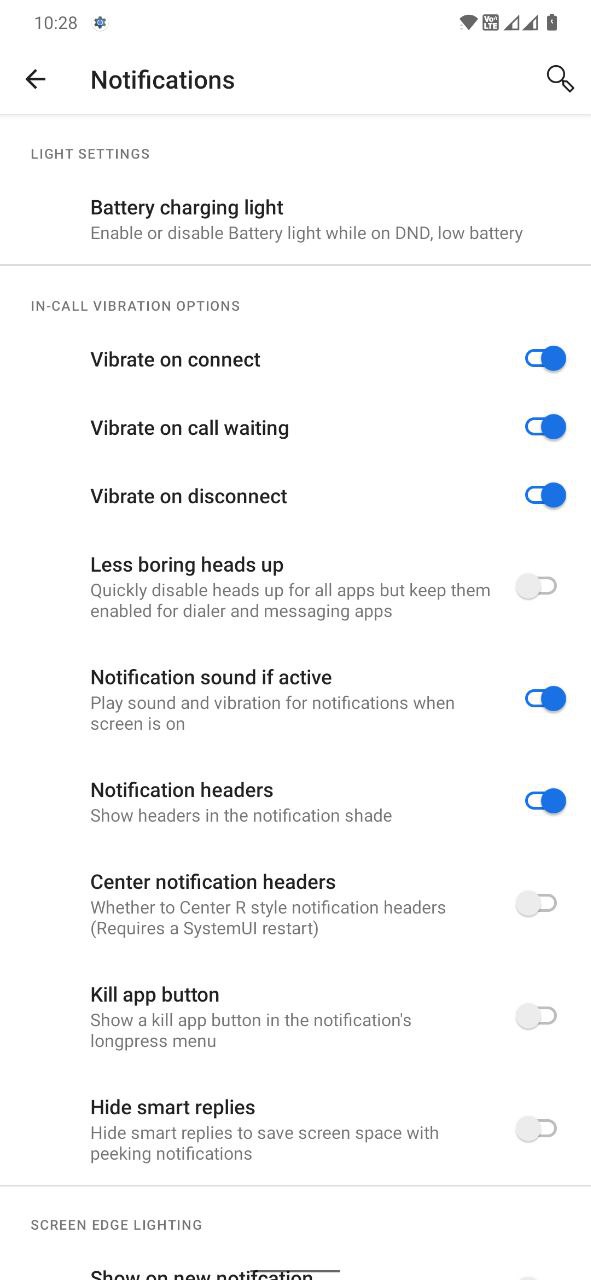 10:28
Vo LTE
Notifications
LIGHT SETTINGS
Battery charging light
Enable or disable Battery light while on DND, low battery
IN-CALL VIBRATION OPTIONS
Vibrate on connect
Vibrate on call waiting
Vibrate on disconnect
Less boring heads up
Quickly disable heads up for all apps but keep them
enabled for dialer and messaging apps
Notification sound if active
Play sound and vibration for notifications when
screen is on
Notification headers
Show headers in the notification shade
Center notification headers
Whether to Center R style notification headers
(Requires a SystemUI restart)
Kill app button
Show a kill app button in the notification's
longpress menu
Hide smart replies
Hide smart replies to save screen space with
peeking notifications
SCREEN EDGE LIGHTING
Show on new notifcation